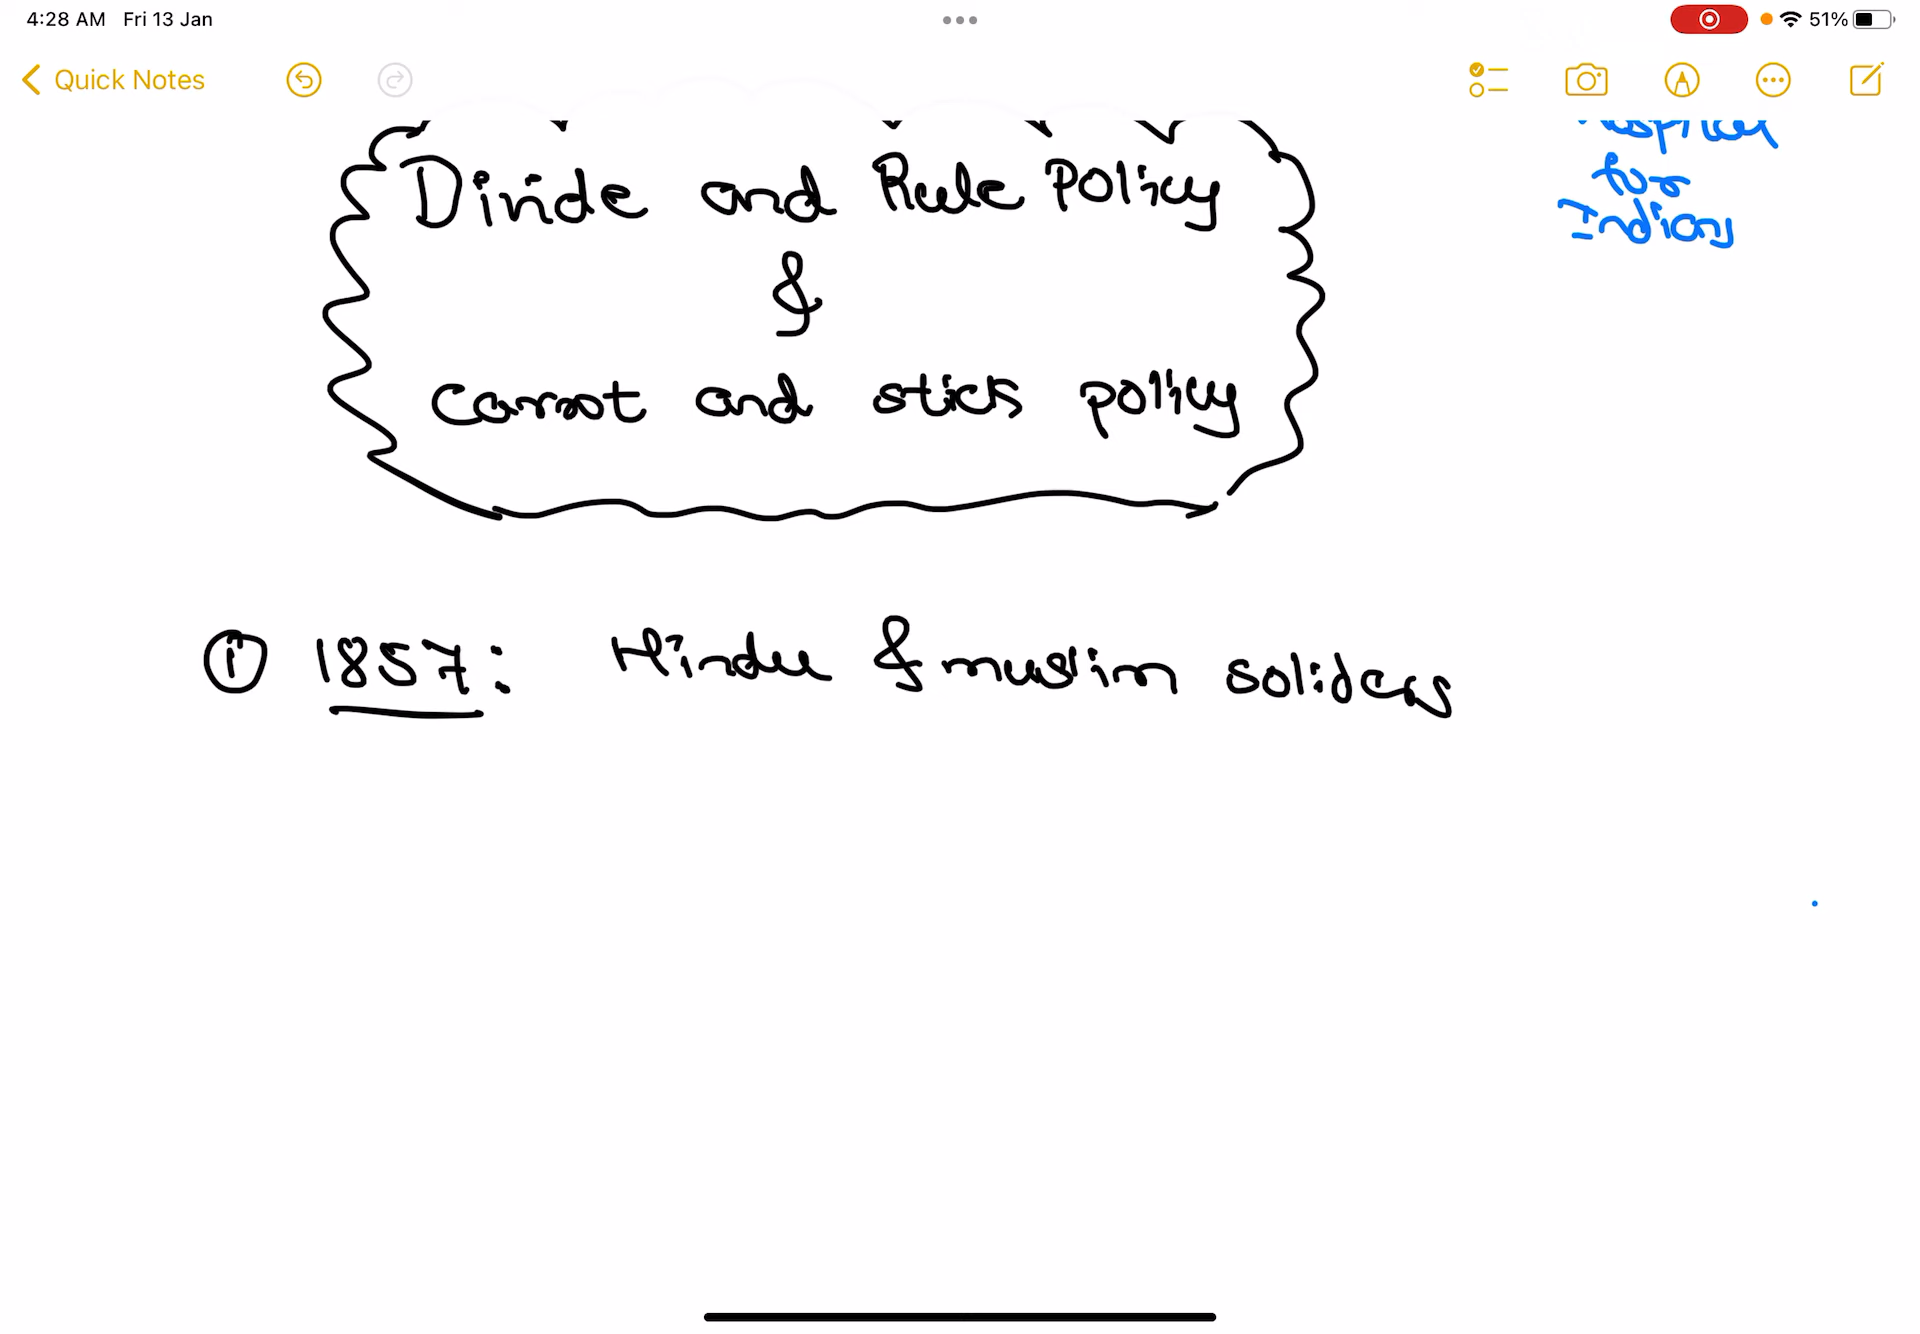 4:28 AM Fri 13 Jan
51%
Quick Notes
Divide and Rule Policy
&
Carrot and stick policy
Hospital
for
Indians
① 1857: Hindu & muslim soliders